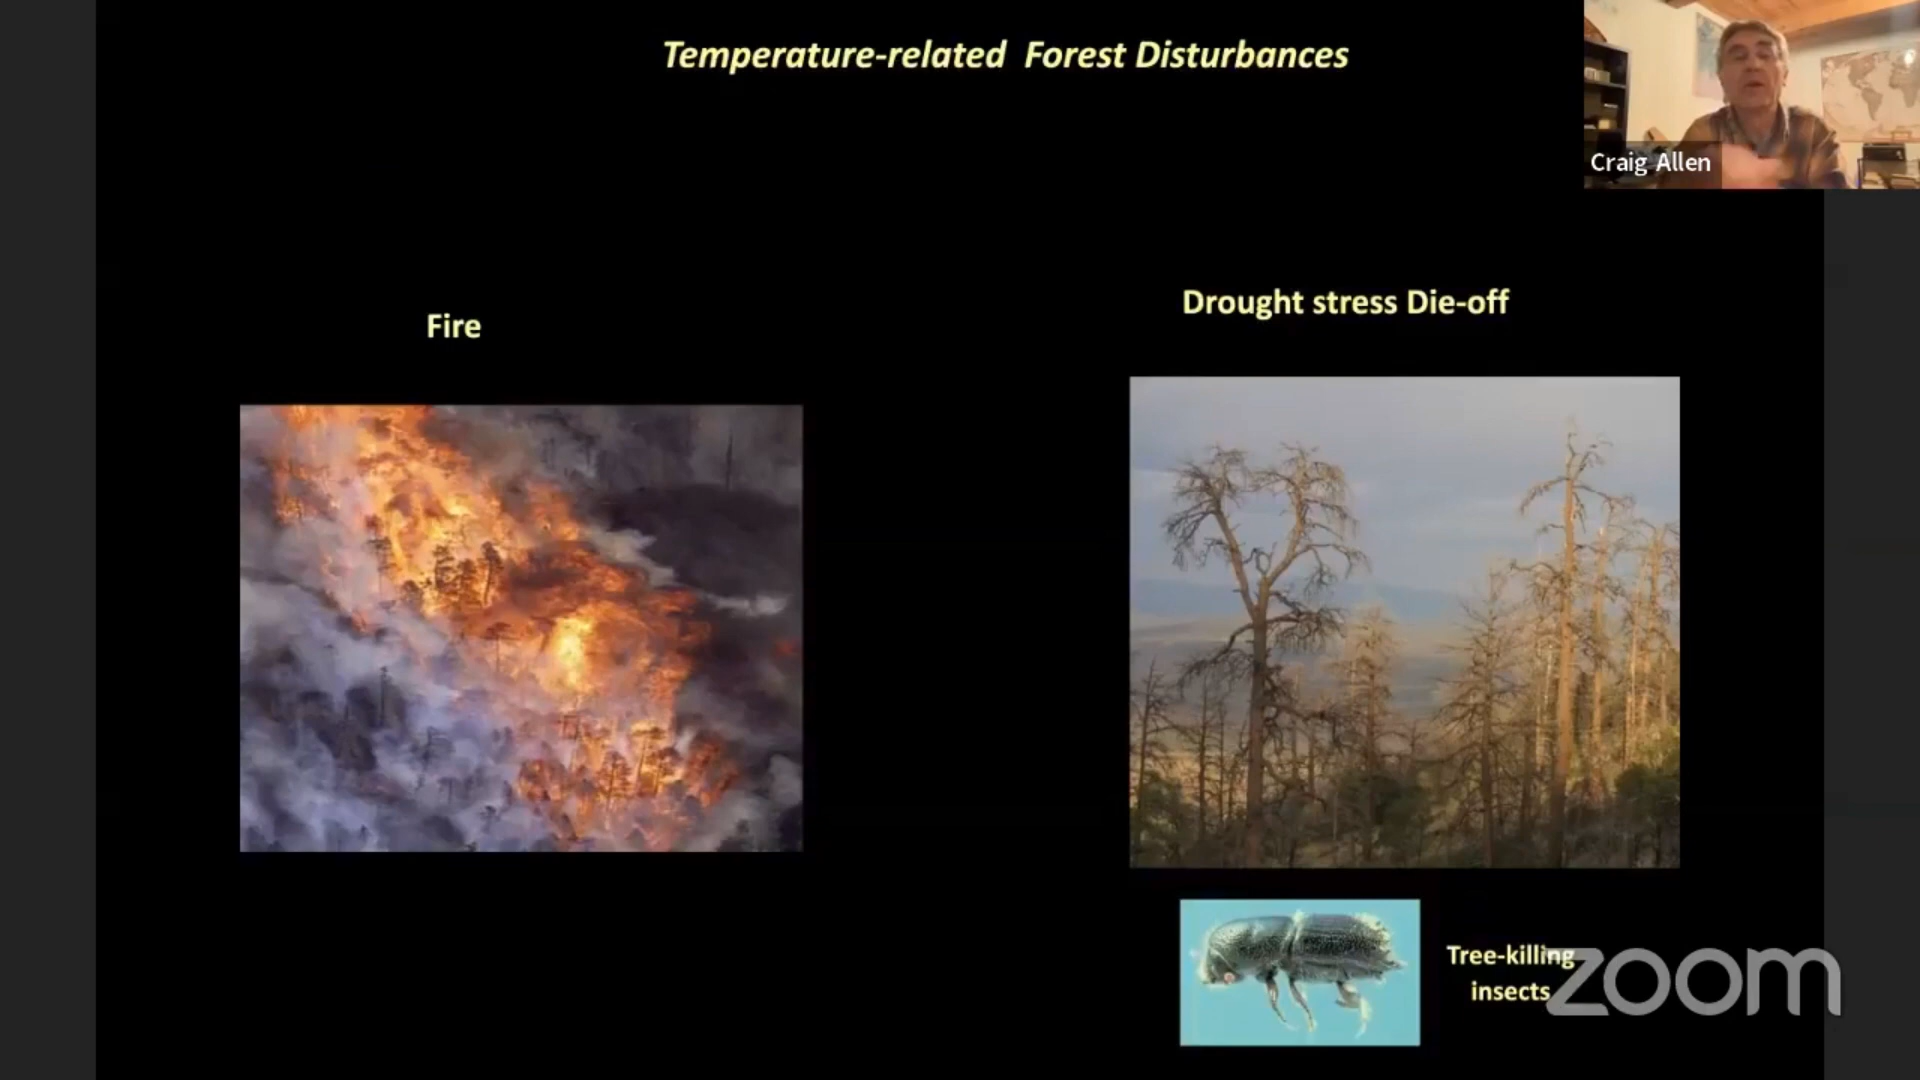 Temperature-related Forest Disturbances
Craig Allen
Fire
Drought stress Die-off
Tree-killing
insects
zoom